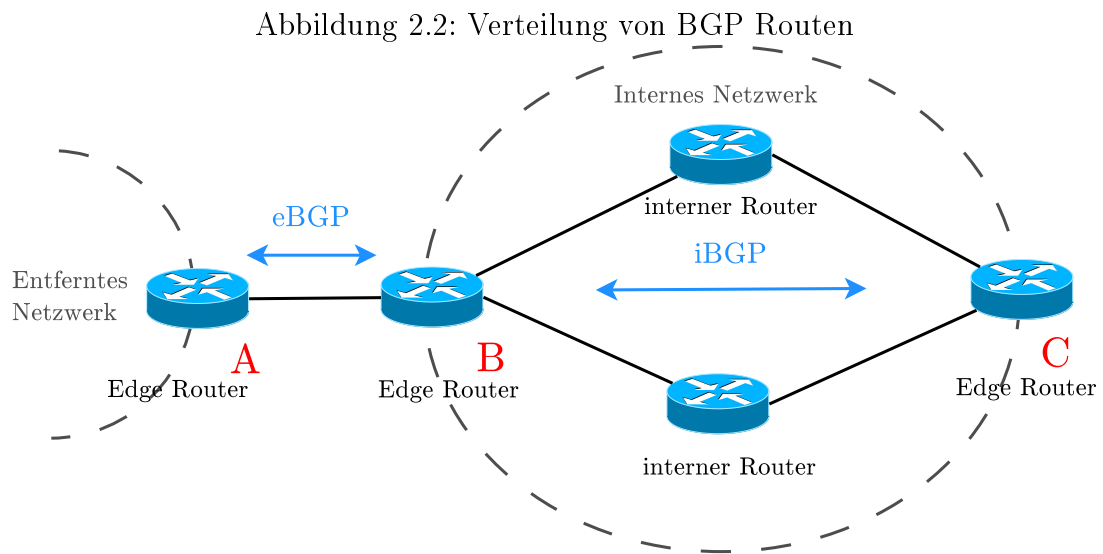 Abbildung 2.2: Verteilung von BGP Routen
Internes Netzwerk
interner Router
eBGP
iBGP
Entferntes
Netzwerk
A
B
C
Edge Router
Edge Router
Edge Router
interner Router